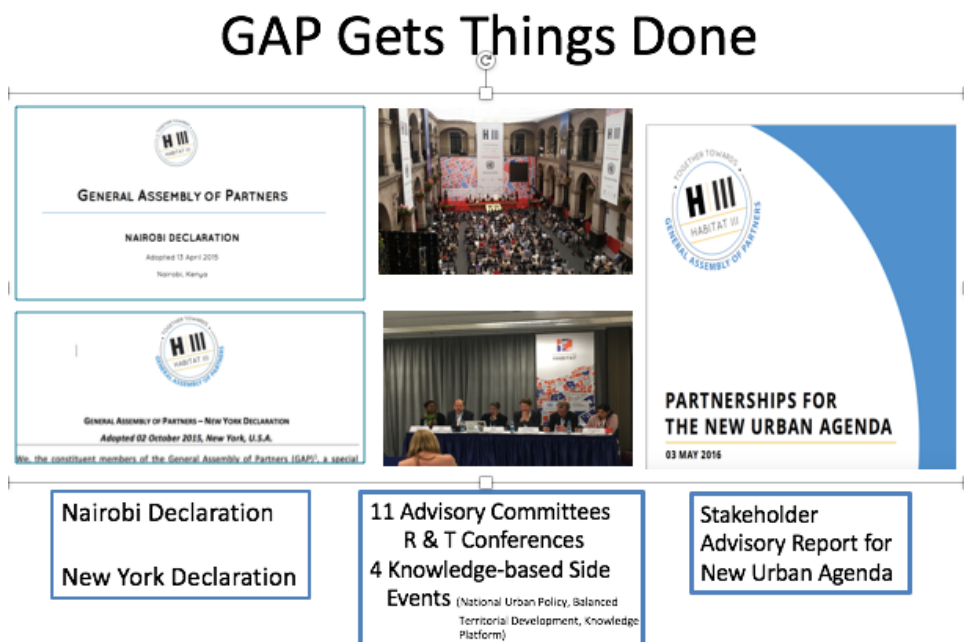 GAP Gets Things Done
H III
GENERAL ASSEMBLY OF PARTNERS
NAIROBI DECLARATION
Adopted 13 April 2015
Nairobi, Kenya
TOGETHER TOWARDS
H III
HABITAT III
GENERAL ASSEMBLY OF PARTNERS
GENERAL ASSEMBLY OF PARTNERS – NEW YORK DECLARATION
Adopted 02 October 2015, New York, U.S.A.
We, the constituent members of the General Assembly of Partners (GAP)¹, a special
H III
HABITAT
TOGETHER TOWARDS
H III
HABITAT III
GENERAL ASSEMBLY OF PARTNERS
PARTNERSHIPS FOR
THE NEW URBAN AGENDA
03 MAY 2016
Nairobi Declaration
New York Declaration
11 Advisory Committees
R & T Conferences
4 Knowledge-based Side
Events (National Urban Policy, Balanced
Territorial Development, Knowledge
Platform)
Stakeholder
Advisory Report for
New Urban Agenda